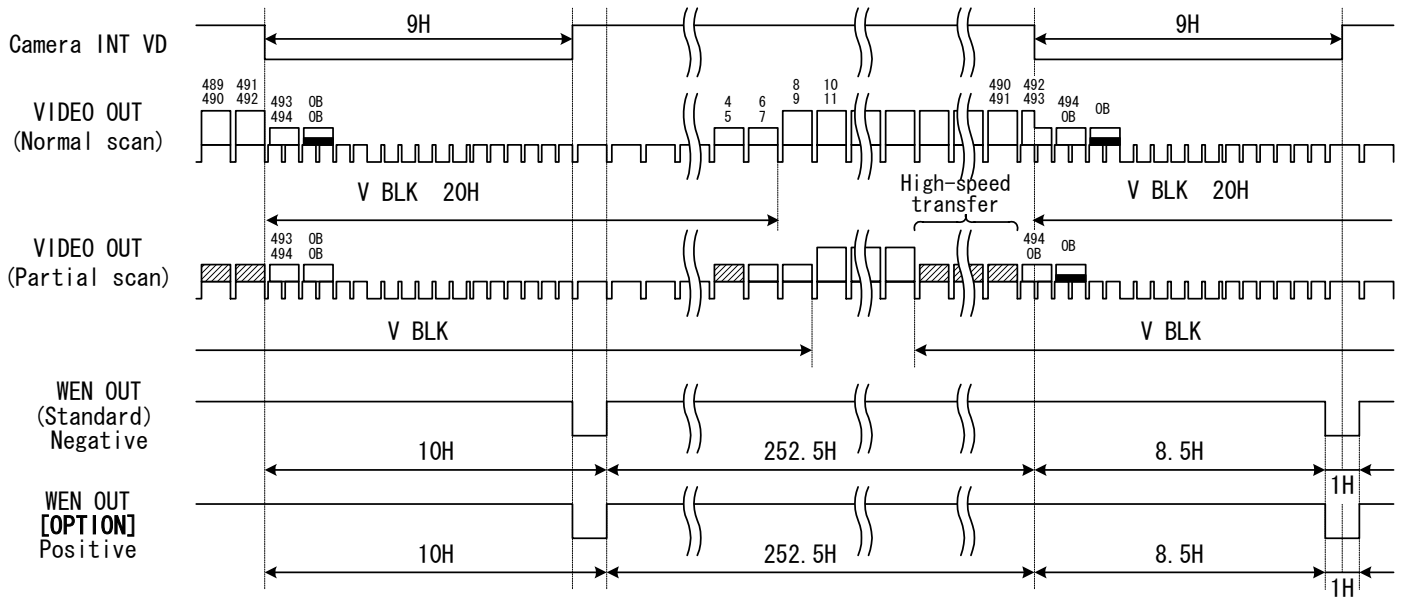 9H 9H
Camera INT VD
VIDEO OUT
(Normal scan)
489 491
490 492
493 OB
494 OB
4 6
5 7
8 10
9 11
490 492
491 493
494 OB
OB
V BLK 20H
High-speed
transfer
V BLK 20H
VIDEO OUT
(Partial scan)
493 OB
494 OB
494 OB
OB
V BLK V BLK
WEN OUT
(Standard)
Negative
10H 252.5H 8.5H
1H
WEN OUT
[OPTION]
Positive
10H 252.5H 8.5H
1H